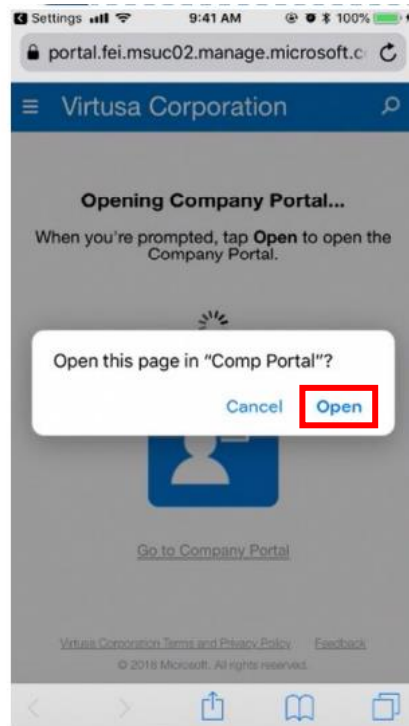 Settings 9:41 AM 100%
portal.fei.msuc02.manage.microsoft.c
Virtusa Corporation
Opening Company Portal...
When you're prompted, tap Open to open the
Company Portal.
Open this page in “Comp Portal”?
Cancel Open
Go to Company Portal
Virtusa Corporation Terms and Privacy Policy Feedback
© 2018 Microsoft. All rights reserved.